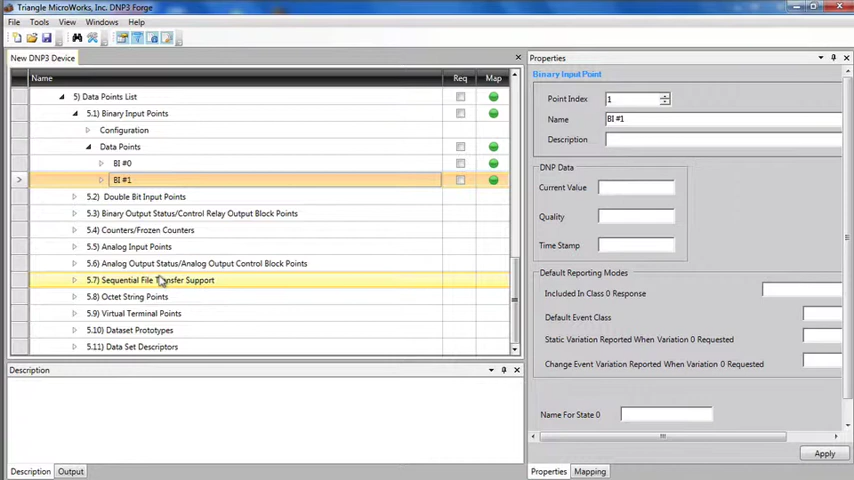 Triangle MicroWorks, Inc. DNP3 Forge
File Tools View Windows Help
New DNP3 Device
Name Req Map
5) Data Points List
5.1) Binary Input Points
Configuration
Data Points
BI #0
BI #1
5.2) Double Bit Input Points
5.3) Binary Output Status/Control Relay Output Block Points
5.4) Counters/Frozen Counters
5.5) Analog Input Points
5.6) Analog Output Status/Analog Output Control Block Points
5.7) Sequential File Transfer Support
5.8) Octet String Points
5.9) Virtual Terminal Points
5.10) Dataset Prototypes
5.11) Data Set Descriptors
Description
Description Output
Properties
Binary Input Point
Point Index 1
Name BI #1
Description
DNP Data
Current Value
Quality
Time Stamp
Default Reporting Modes
Included In Class 0 Response
Default Event Class
Static Variation Reported When Variation 0 Requested
Change Event Variation Reported When Variation 0 Requested
Name For State 0
Apply
Properties Mapping